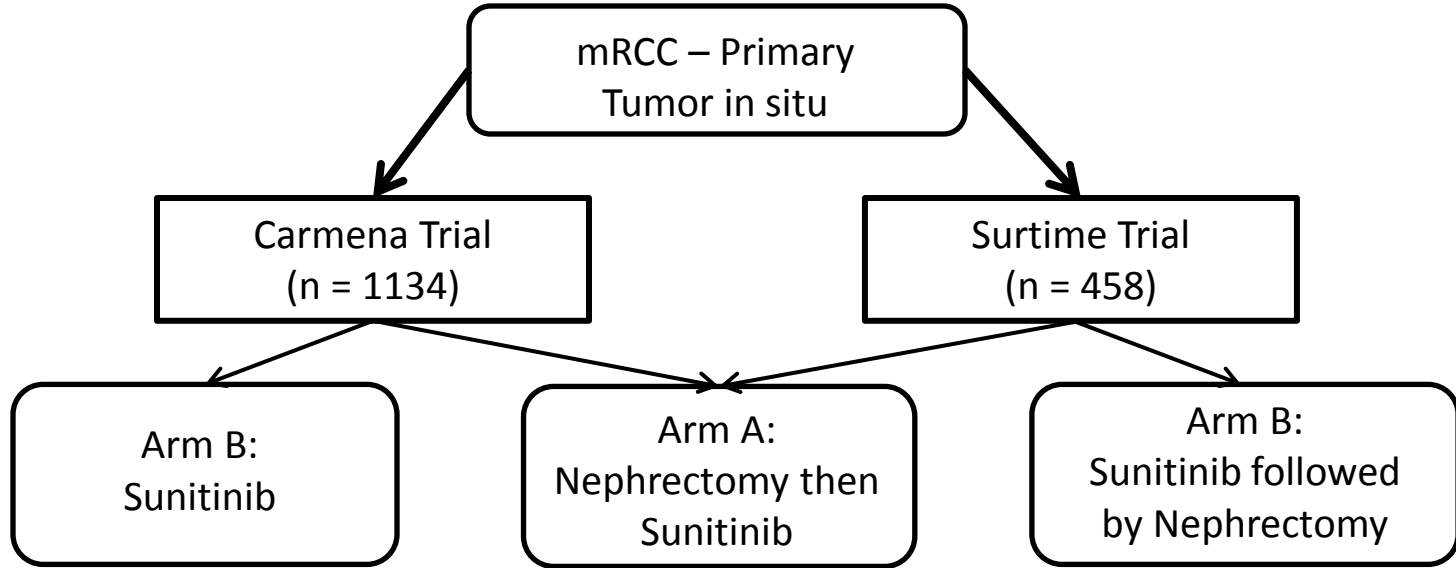 mRCC – Primary
Tumor in situ
Carmena Trial
(n = 1134)
Surtime Trial
(n = 458)
Arm B:
Sunitinib
Arm A:
Nephrectomy then
Sunitinib
Arm B:
Sunitinib followed
by Nephrectomy